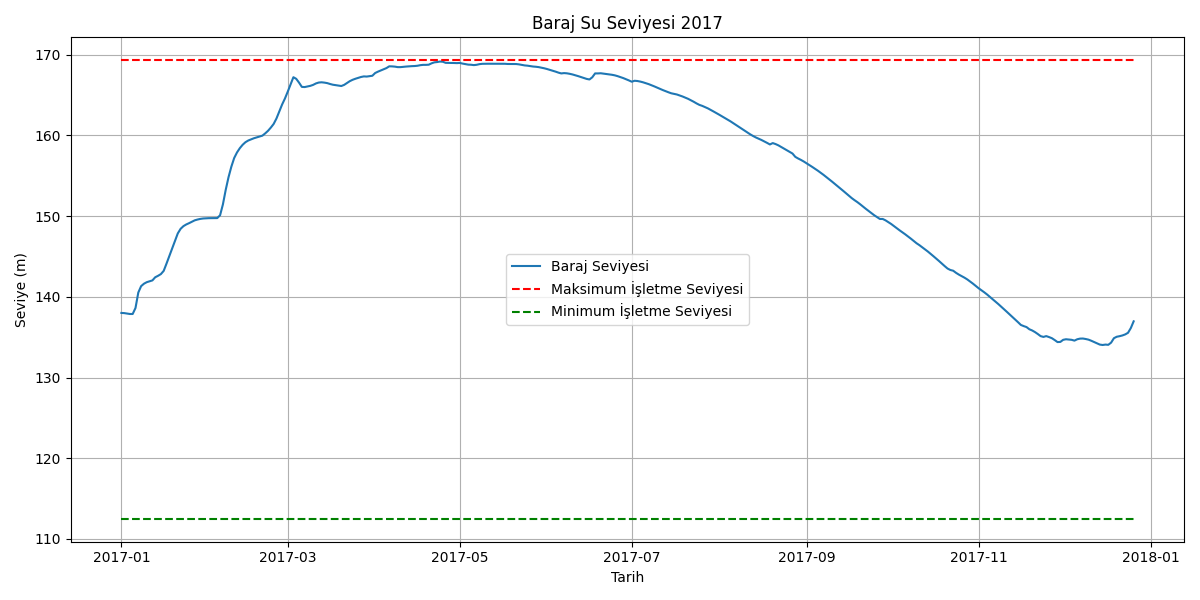 Baraj Su Seviyesi 2017
Seviye (m)
170
160
150
140
130
120
110
Baraj Seviyesi
Maksimum İşletme Seviyesi
Minimum İşletme Seviyesi
2017-01
2017-03
2017-05
2017-07
2017-09
2017-11
2018-01
Tarih